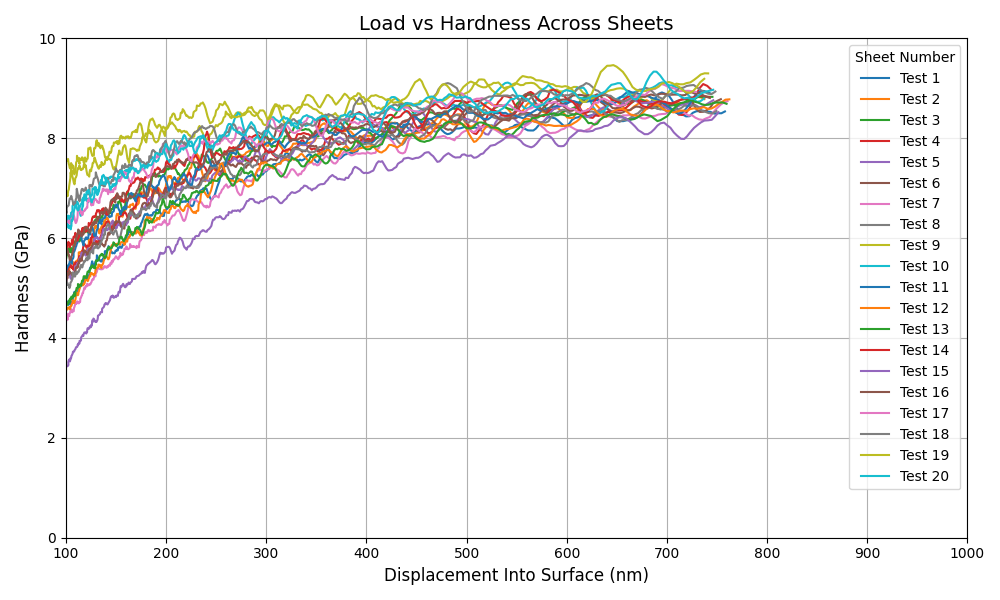 Load vs Hardness Across Sheets
Hardness (GPa)
10
8
6
4
2
0
100 200 300 400 500 600 700 800 900 1000
Displacement Into Surface (nm)
Sheet Number
Test 1
Test 2
Test 3
Test 4
Test 5
Test 6
Test 7
Test 8
Test 9
Test 10
Test 11
Test 12
Test 13
Test 14
Test 15
Test 16
Test 17
Test 18
Test 19
Test 20